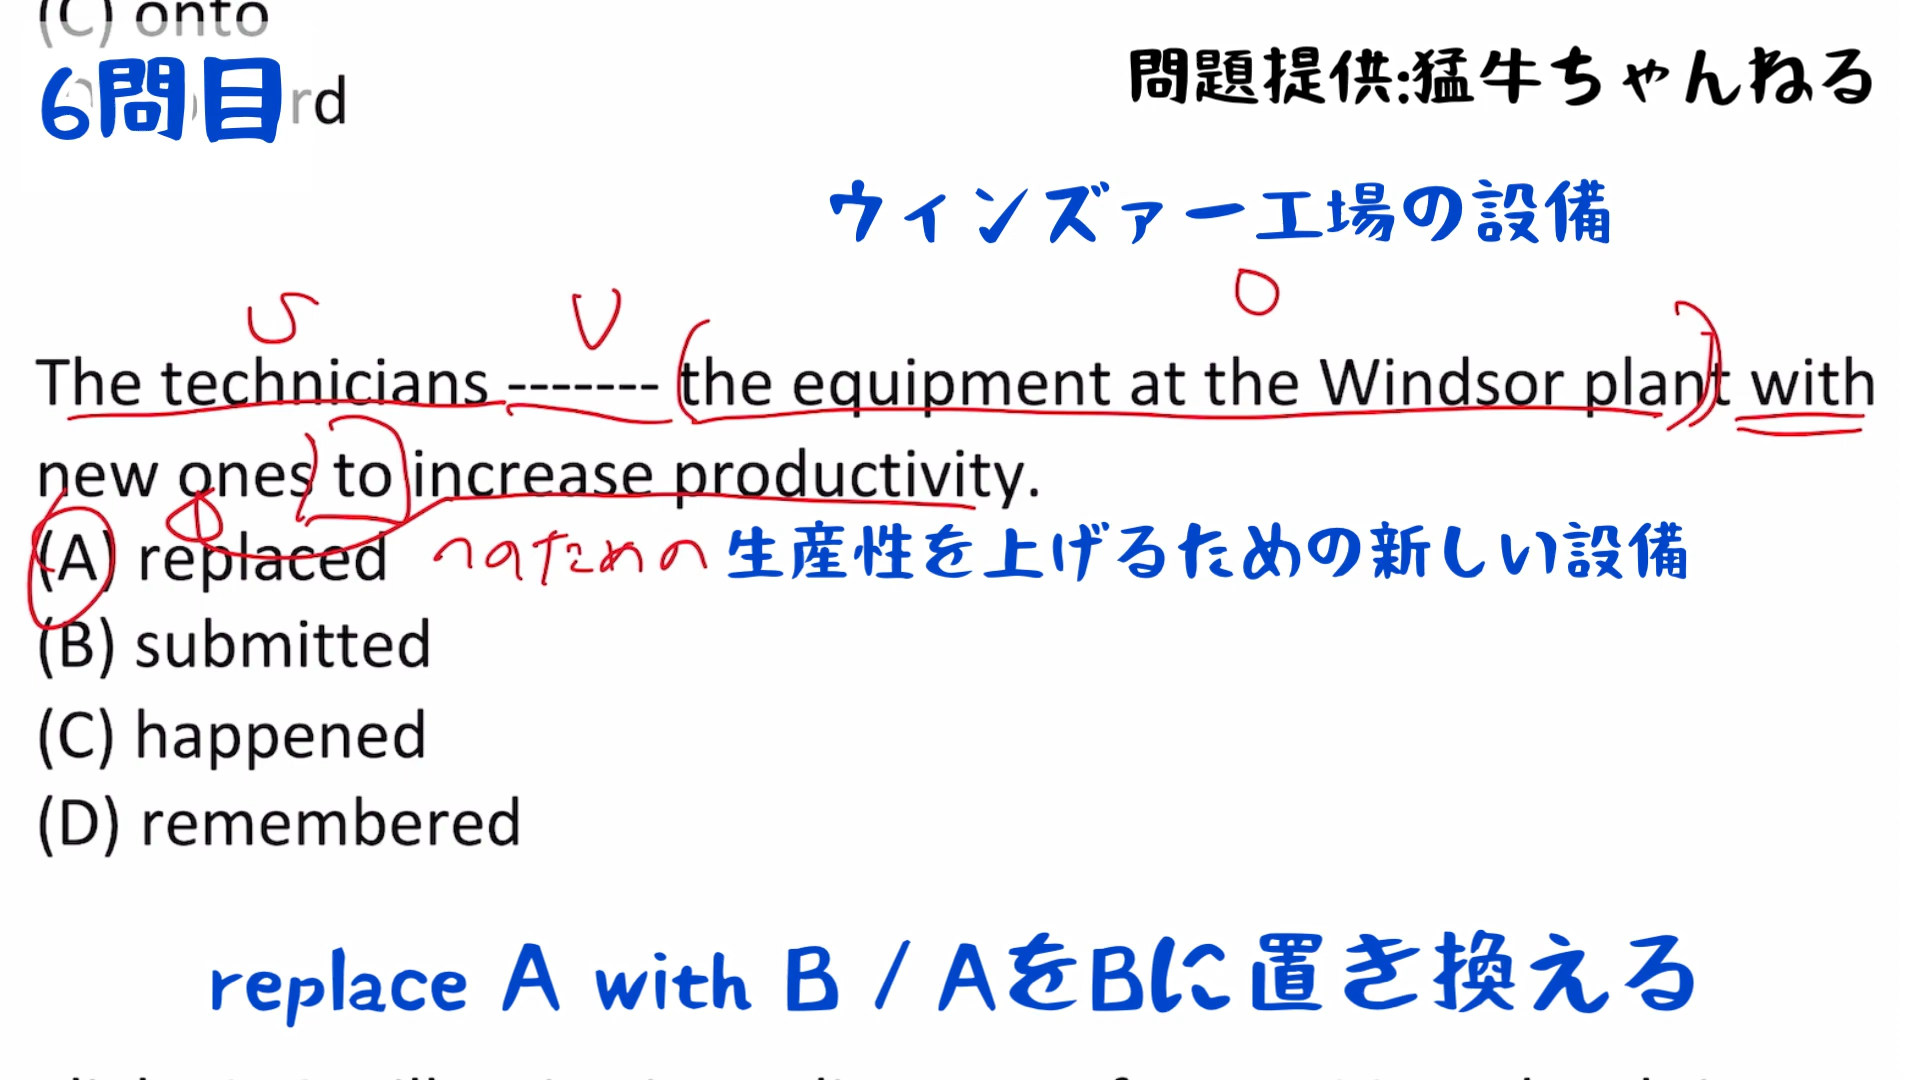 (C) onto
6問目 rd
問題提供:猛牛ちゃんねる
ウィンズァー工場の設備
S V O
The technicians ------- the equipment at the Windsor plant with
new ones to increase productivity.
(A) replaced
〜のための 生産性を上げるための新しい設備
(B) submitted
(C) happened
(D) remembered
replace A with B / AをBに置き換える